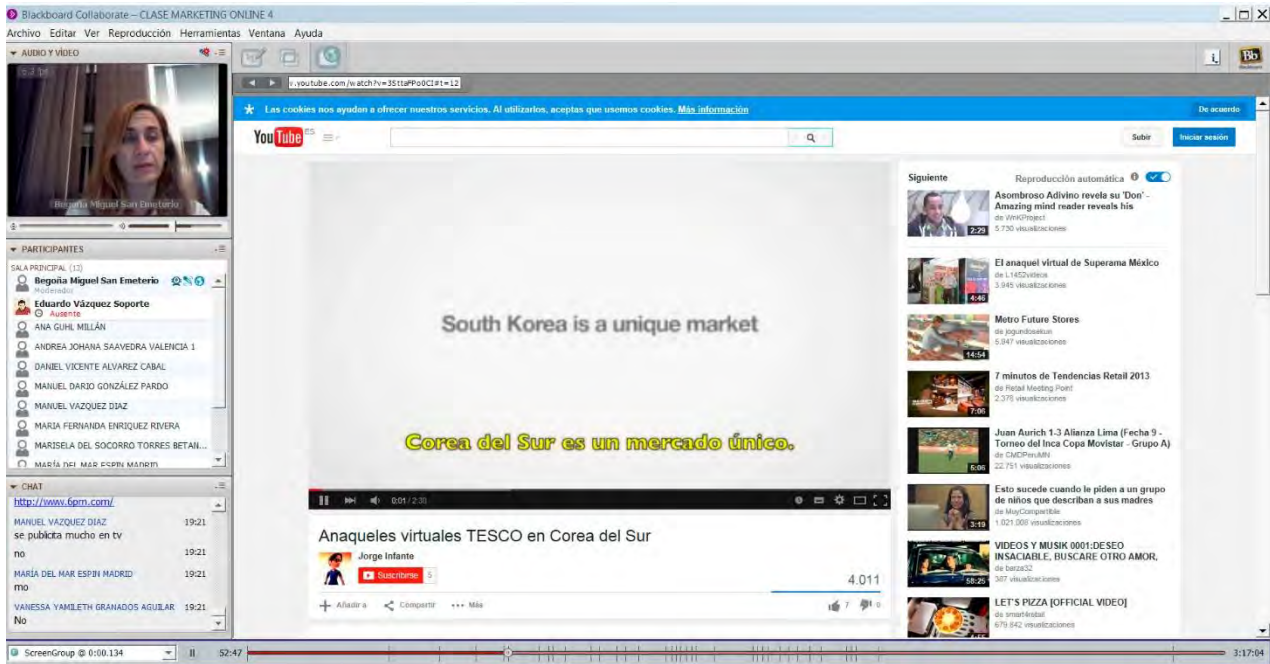 Blackboard Collaborate – CLASE MARKETING ONLINE 4
Archivo Editar Ver Reproducción Herramientas Ventana Ayuda
AUDIO Y VÍDEO
Begoña Miguel San Emeterio
PARTICIPANTES
SALA PRINCIPAL (12)
Begoña Miguel San Emeterio
Moderador
Eduardo Vázquez Soporte
Ausente
ANA GUHL MILLÁN
ANDREA JOHANA SAAVEDRA VALENCIA 1
DANIEL VICENTE ALVAREZ CABAL
MANUEL DARIO GONZÁLEZ PARDO
MANUEL VAZQUEZ DIAZ
MARIA FERNANDA ENRIQUEZ RIVERA
MARISELA DEL SOCORRO TORRES BETAN...
MARÍA DEL MAR ESPIN MADRID
CHAT
http://www.6pm.com/
MANUEL VAZQUEZ DIAZ 19:21
se publicita mucho en tv
no 19:21
MARÍA DEL MAR ESPIN MADRID 19:21
mo
VANESSA YAMILETH GRANADOS AGUILAR 19:21
No
Bb
Las cookies nos ayudan a ofrecer nuestros servicios. Al utilizarlos, aceptas que usemos cookies. Más información
De acuerdo
YouTube ES
Subir
Iniciar sesión
South Korea is a unique market
Corea del Sur es un mercado único.
0:01 / 2:38
Anaqueles virtuales TESCO en Corea del Sur
Jorge Infante
Suscribirse 5
4.011
Añadir a Compartir Más
7 0
Siguiente
Reproducción automática
Asombroso Adivino revela su 'Don' -
Amazing mind reader reveals his
de WnKProject
5.730 visualizaciones
2:29
El anaquel virtual de Superama México
de L1452videos
3.945 visualizaciones
4:46
Metro Future Stores
de jogundosekun
5.947 visualizaciones
14:54
7 minutos de Tendencias Retail 2013
de Retail Meeting Point
2.378 visualizaciones
7:06
Juan Aurich 1-3 Alianza Lima (Fecha 9 -
Torneo del Inca Copa Movistar - Grupo A)
de CMDPeruMN
22.751 visualizaciones
5:06
Esto sucede cuando le piden a un grupo
de niños que describan a sus madres
de MuyCompartible
1.021.008 visualizaciones
3:19
VIDEOS Y MUSIK 0001:DESEO
INSACIABLE, BUSCARE OTRO AMOR,
de barza32
387 visualizaciones
58:25
LET'S PIZZA [OFFICIAL VIDEO]
de smart4retail
679.842 visualizaciones
ScreenGroup @ 0:00.134
52:47
3:17:04